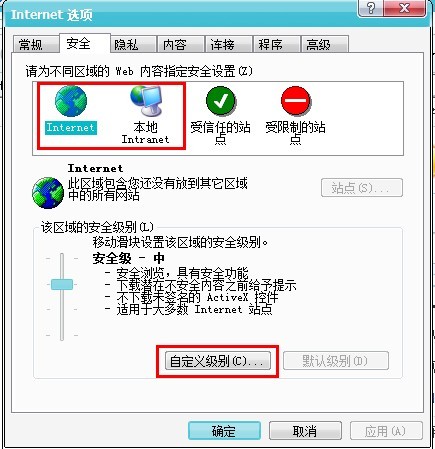 Internet 选项
常规 安全 隐私 内容 连接 程序 高级
请为不同区域的 Web 内容指定安全设置(Z)
Internet
本地
Intranet
受信任的站
点
受限制的站
点
Internet
此区域包含您还没有放到其它区域
中的所有网站
站点(S)...
该区域的安全级别(L)
移动滑块设置该区域的安全级别。
安全级 - 中
- 安全浏览，具有安全功能
- 下载潜在不安全内容之前给予提示
- 不下载未签名的 ActiveX 控件
- 适用于大多数 Internet 站点
自定义级别(C)... 默认级别(D)
确定 取消 应用(A)